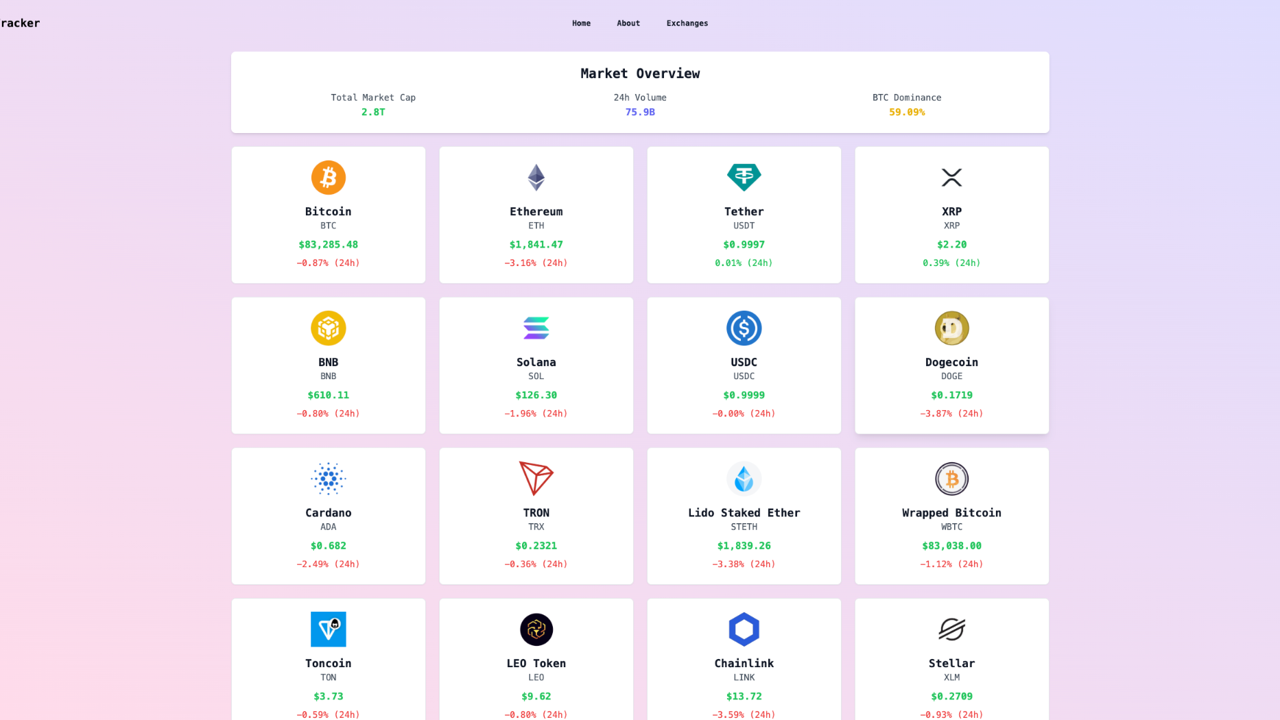 racker
Home About Exchanges
Market Overview
Total Market Cap 24h Volume BTC Dominance
2.8T 75.9B 59.09%
Bitcoin Ethereum Tether XRP
BTC ETH USDT XRP
$83,285.48 $1,841.47 $0.9997 $2.20
-0.87% (24h) -3.16% (24h) 0.01% (24h) 0.39% (24h)
BNB Solana USDC Dogecoin
BNB SOL USDC DOGE
$610.11 $126.30 $0.9999 $0.1719
-0.80% (24h) -1.96% (24h) -0.00% (24h) -3.87% (24h)
Cardano TRON Lido Staked Ether Wrapped Bitcoin
ADA TRX STETH WBTC
$0.682 $0.2321 $1,839.26 $83,038.00
-2.49% (24h) -0.36% (24h) -3.38% (24h) -1.12% (24h)
Toncoin LEO Token Chainlink Stellar
TON LEO LINK XLM
$3.73 $9.62 $13.72 $0.2709
-0.59% (24h) -0.80% (24h) -3.59% (24h) -0.93% (24h)